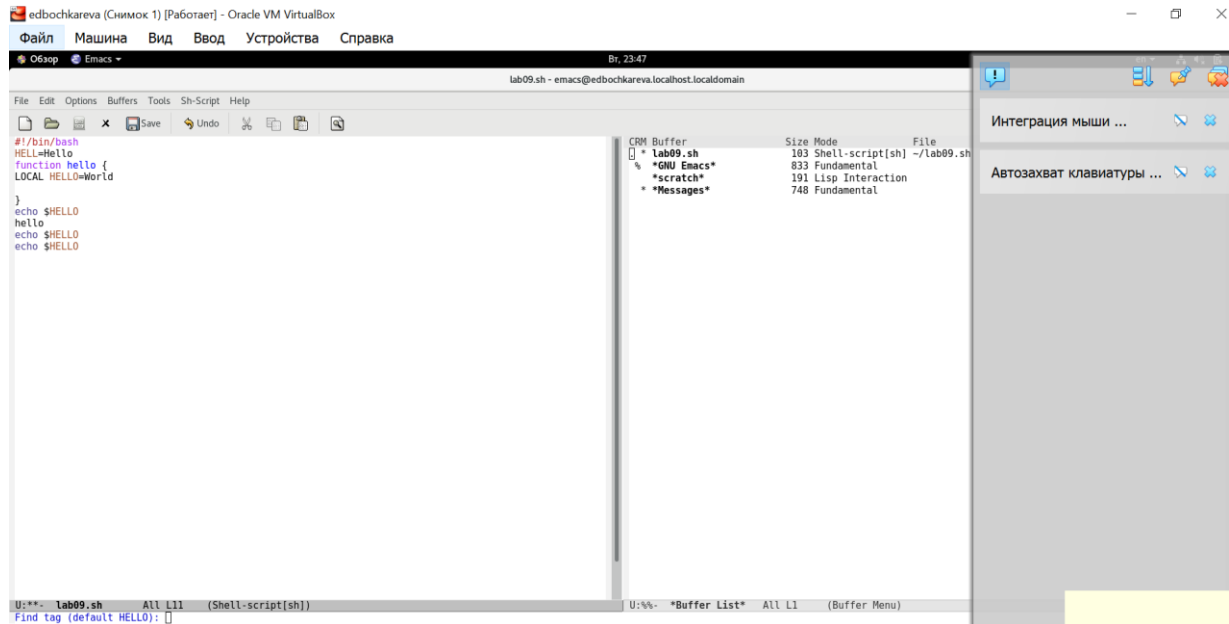 edbochkareva (Снимок 1) [Работает] - Oracle VM VirtualBox
Файл Машина Вид Ввод Устройства Справка
Обзор Emacs
Вт, 23:47
en
lab09.sh - emacs@edbochkareva.localhost.localdomain
File Edit Options Buffers Tools Sh-Script Help
Save Undo
#!/bin/bash
HELL=Hello
function hello {
LOCAL HELLO=World
}
echo $HELLO
hello
echo $HELLO
echo $HELLO
U:**- lab09.sh All L11 (Shell-script[sh])
Find tag (default HELLO):
CRM Buffer Size Mode File
. * lab09.sh 103 Shell-script[sh] ~/lab09.sh
% *GNU Emacs* 833 Fundamental
*scratch* 191 Lisp Interaction
* *Messages* 748 Fundamental
U:%%- *Buffer List* All L1 (Buffer Menu)
Интеграция мыши ...
Автозахват клавиатуры ...